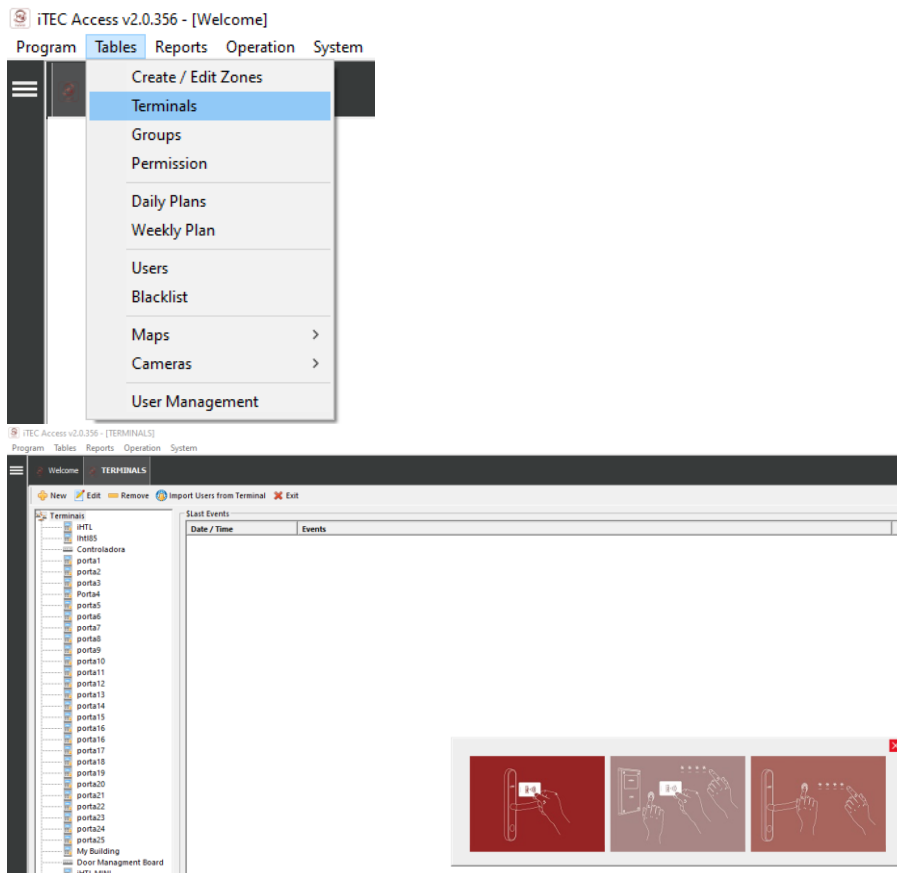 iTEC Access v2.0.356 - [Welcome]
Program Tables Reports Operation System
Create / Edit Zones
Terminals
Groups
Permission
Daily Plans
Weekly Plan
Users
Blacklist
Maps
Cameras
User Management
iTEC Access v2.0.356 - [TERMINALS]
Program Tables Reports Operation System
Welcome TERMINALS
New Edit Remove Import Users from Terminal Exit
Terminais
$Last Events
Date / Time Events
iHTL
Ihtl85
Controladora
porta1
porta2
porta3
Porta4
porta5
porta6
porta7
porta8
porta9
porta10
porta11
porta12
porta13
porta14
porta15
porta16
porta16
porta17
porta18
porta19
porta20
porta21
porta22
porta23
porta24
porta25
My Building
Door Managment Board
iHTL MINI